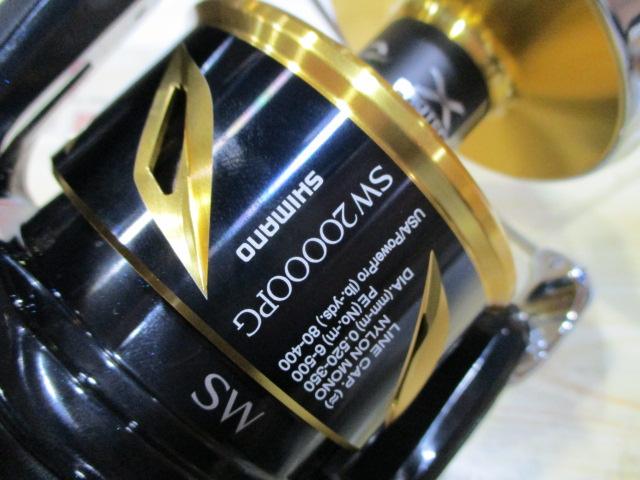 SHIMANO
SW20000PG
USA/PowerPro (lb-yds.) 80-400
LINE CAP. (≈)
NYLON MONO
DIA.(mm-m) 0.520-350
PE(No.-m) 6-500
SW